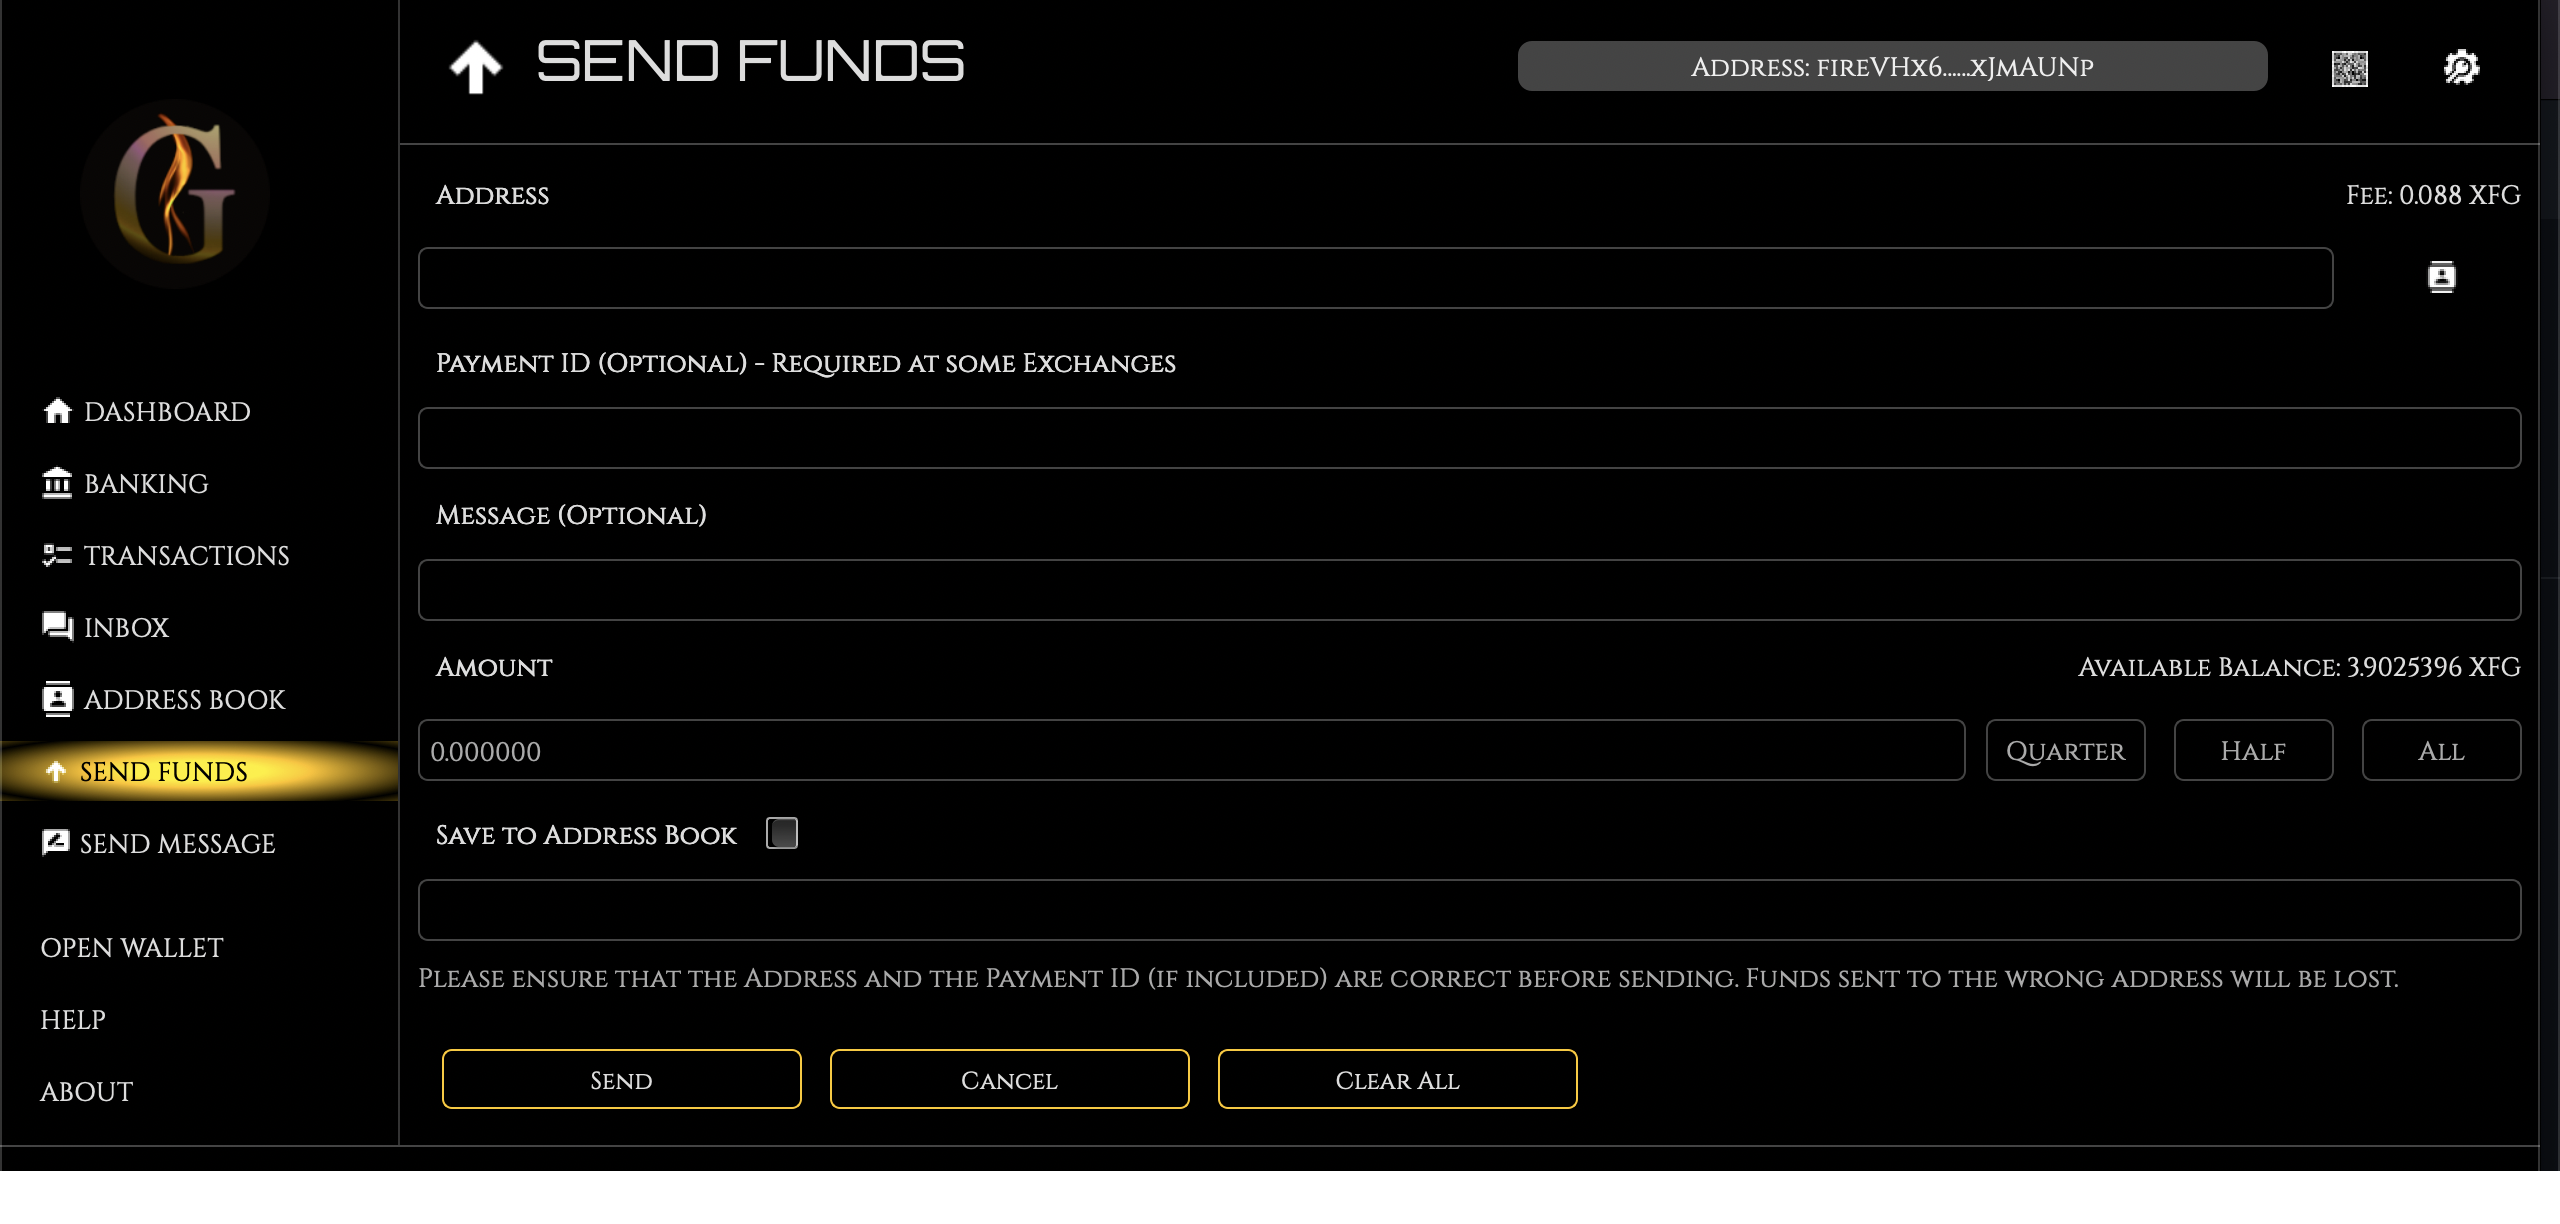 SEND FUNDS
Address: fireVHx6......xJmAUNp
G
Address
Fee: 0.088 XFG
Payment ID (Optional) - Required at some Exchanges
DASHBOARD
BANKING
Message (Optional)
TRANSACTIONS
INBOX
Amount
Available Balance: 3.9025396 XFG
ADDRESS BOOK
0.000000
Quarter
Half
All
SEND FUNDS
Save to Address Book
SEND MESSAGE
OPEN WALLET
Please ensure that the Address and the Payment ID (if included) are correct before sending. Funds sent to the wrong address will be lost.
HELP
Send
Cancel
Clear All
ABOUT